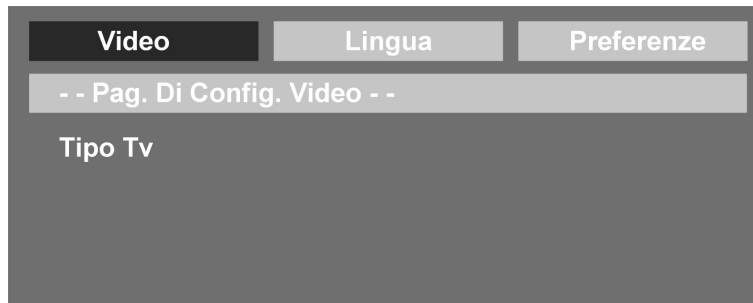 Video Lingua Preferenze
- - Pag. Di Config. Video - -
Tipo Tv